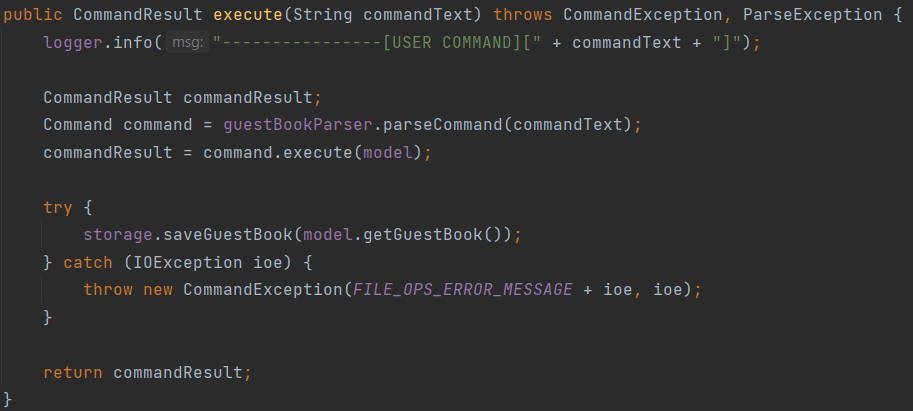 public CommandResult execute(String commandText) throws CommandException, ParseException {
logger.info( msg: "----------------[USER COMMAND][" + commandText + "]");
CommandResult commandResult;
Command command = guestBookParser.parseCommand(commandText);
commandResult = command.execute(model);
try {
storage.saveGuestBook(model.getGuestBook());
} catch (IOException ioe) {
throw new CommandException(FILE_OPS_ERROR_MESSAGE + ioe, ioe);
}
return commandResult;
}